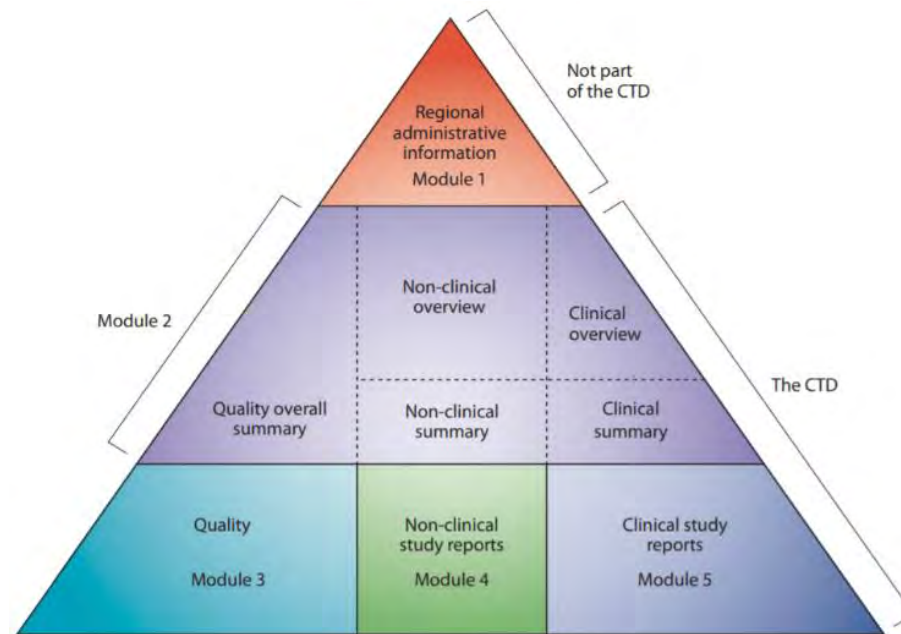 Not part
of the CTD
Regional
administrative
information
Module 1
Module 2
Non-clinical
overview
Clinical
overview
The CTD
Quality overall
summary
Non-clinical
summary
Clinical
summary
Quality
Module 3
Non-clinical
study reports
Module 4
Clinical study
reports
Module 5